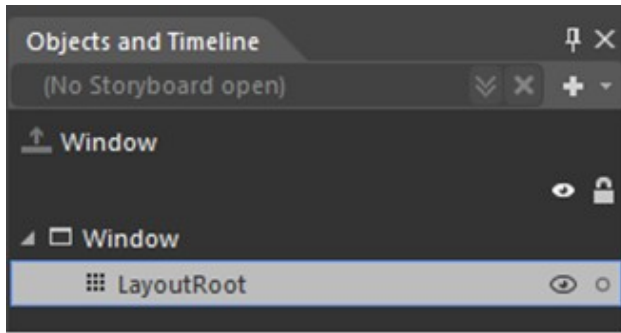 Objects and Timeline
(No Storyboard open)
Window
Window
LayoutRoot